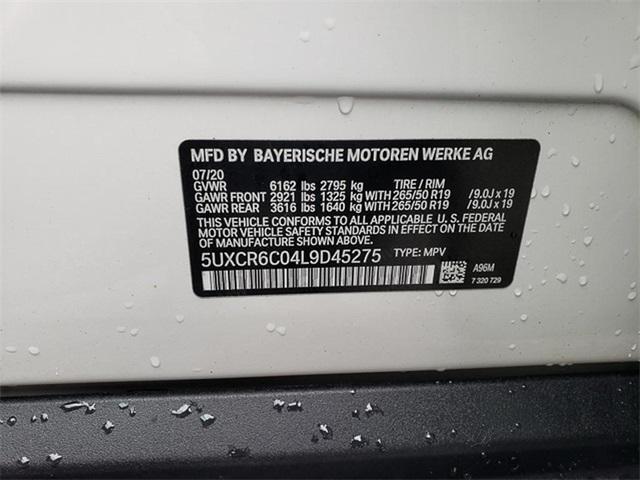 MFD BY BAYERISCHE MOTOREN WERKE AG
07/20
GVWR 6162 lbs 2795 kg TIRE / RIM
GAWR FRONT 2921 lbs 1325 kg WITH 265/50 R19 /9.0J x 19
GAWR REAR 3616 lbs 1640 kg WITH 265/50 R19 /9.0J x 19
THIS VEHICLE CONFORMS TO ALL APPLICABLE U. S. FEDERAL
MOTOR VEHICLE SAFETY STANDARDS IN EFFECT ON THE
DATE OF MANUFACTURE SHOWN ABOVE.
5UXCR6C04L9D45275 TYPE: MPV
A96M
7 320 729